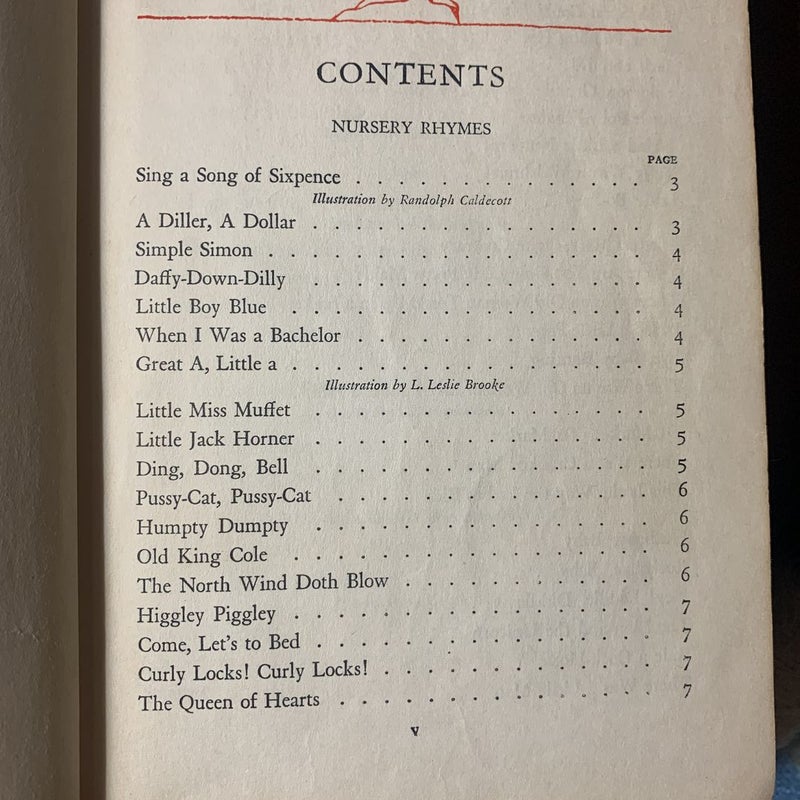 CONTENTS
NURSERY RHYMES
PAGE
Sing a Song of Sixpence . . . . . . . . . . . . 3
Illustration by Randolph Caldecott
A Diller, A Dollar . . . . . . . . . . . . . . 3
Simple Simon . . . . . . . . . . . . . . . 4
Daffy-Down-Dilly . . . . . . . . . . . . . . 4
Little Boy Blue . . . . . . . . . . . . . . 4
When I Was a Bachelor . . . . . . . . . . . . 4
Great A, Little a . . . . . . . . . . . . . . 5
Illustration by L. Leslie Brooke
Little Miss Muffet . . . . . . . . . . . . . 5
Little Jack Horner . . . . . . . . . . . . . 5
Ding, Dong, Bell . . . . . . . . . . . . . 5
Pussy-Cat, Pussy-Cat . . . . . . . . . . . . 6
Humpty Dumpty . . . . . . . . . . . . . 6
Old King Cole . . . . . . . . . . . . . . 6
The North Wind Doth Blow . . . . . . . . . . 6
Higgley Piggley . . . . . . . . . . . . . . 7
Come, Let's to Bed . . . . . . . . . . . . . 7
Curly Locks! Curly Locks! . . . . . . . . . . 7
The Queen of Hearts . . . . . . . . . . . . 7
v